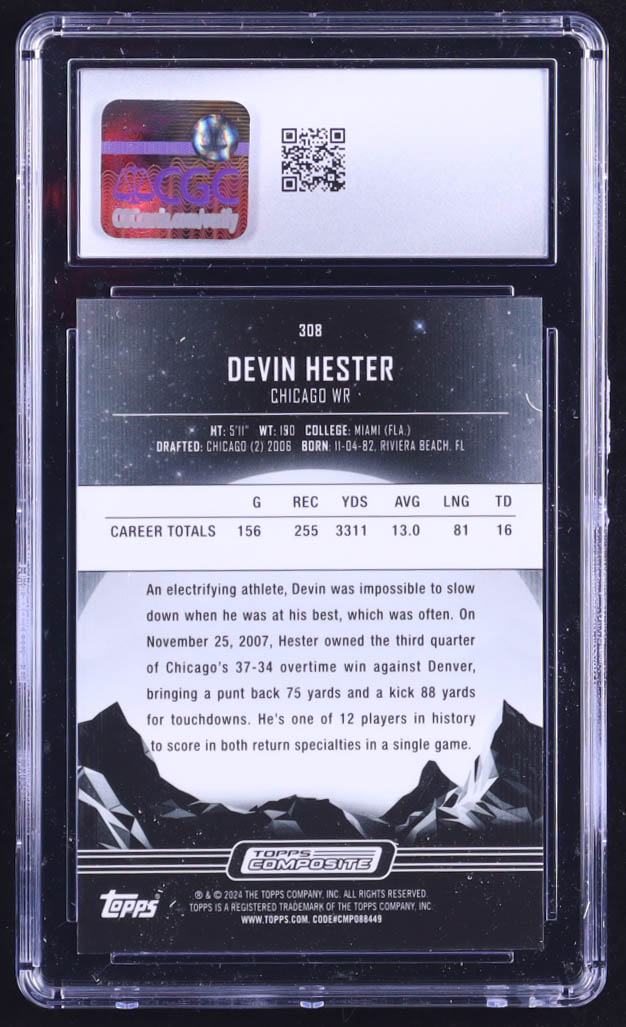 CGC
308
DEVIN HESTER
CHICAGO WR
HT: 5'11" WT: 190 COLLEGE: MIAMI (FLA.)
DRAFTED: CHICAGO (2) 2006 BORN: 11-04-82, RIVIERA BEACH, FL
G REC YDS AVG LNG TD
CAREER TOTALS 156 255 3311 13.0 81 16
An electrifying athlete, Devin was impossible to slow
down when he was at his best, which was often. On
November 25, 2007, Hester owned the third quarter
of Chicago's 37-34 overtime win against Denver,
bringing a punt back 75 yards and a kick 88 yards
for touchdowns. He's one of 12 players in history
to score in both return specialties in a single game.
TOPPS
COMPOSITE
topps
® & © 2024 THE TOPPS COMPANY, INC. ALL RIGHTS RESERVED.
TOPPS IS A REGISTERED TRADEMARK OF THE TOPPS COMPANY, INC.
WWW.TOPPS.COM. CODE#CMP088449